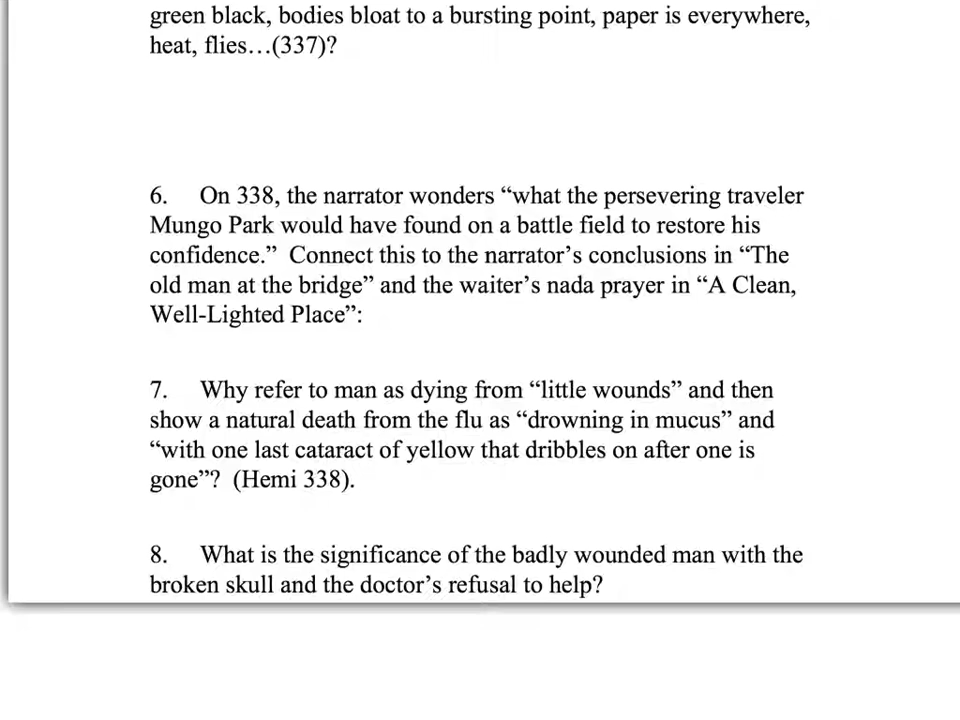 green black, bodies bloat to a bursting point, paper is everywhere,
heat, flies…(337)?
6. On 338, the narrator wonders “what the persevering traveler
Mungo Park would have found on a battle field to restore his
confidence.” Connect this to the narrator’s conclusions in “The
old man at the bridge” and the waiter’s nada prayer in “A Clean,
Well-Lighted Place”:
7. Why refer to man as dying from “little wounds” and then
show a natural death from the flu as “drowning in mucus” and
“with one last cataract of yellow that dribbles on after one is
gone”? (Hemi 338).
8. What is the significance of the badly wounded man with the
broken skull and the doctor’s refusal to help?